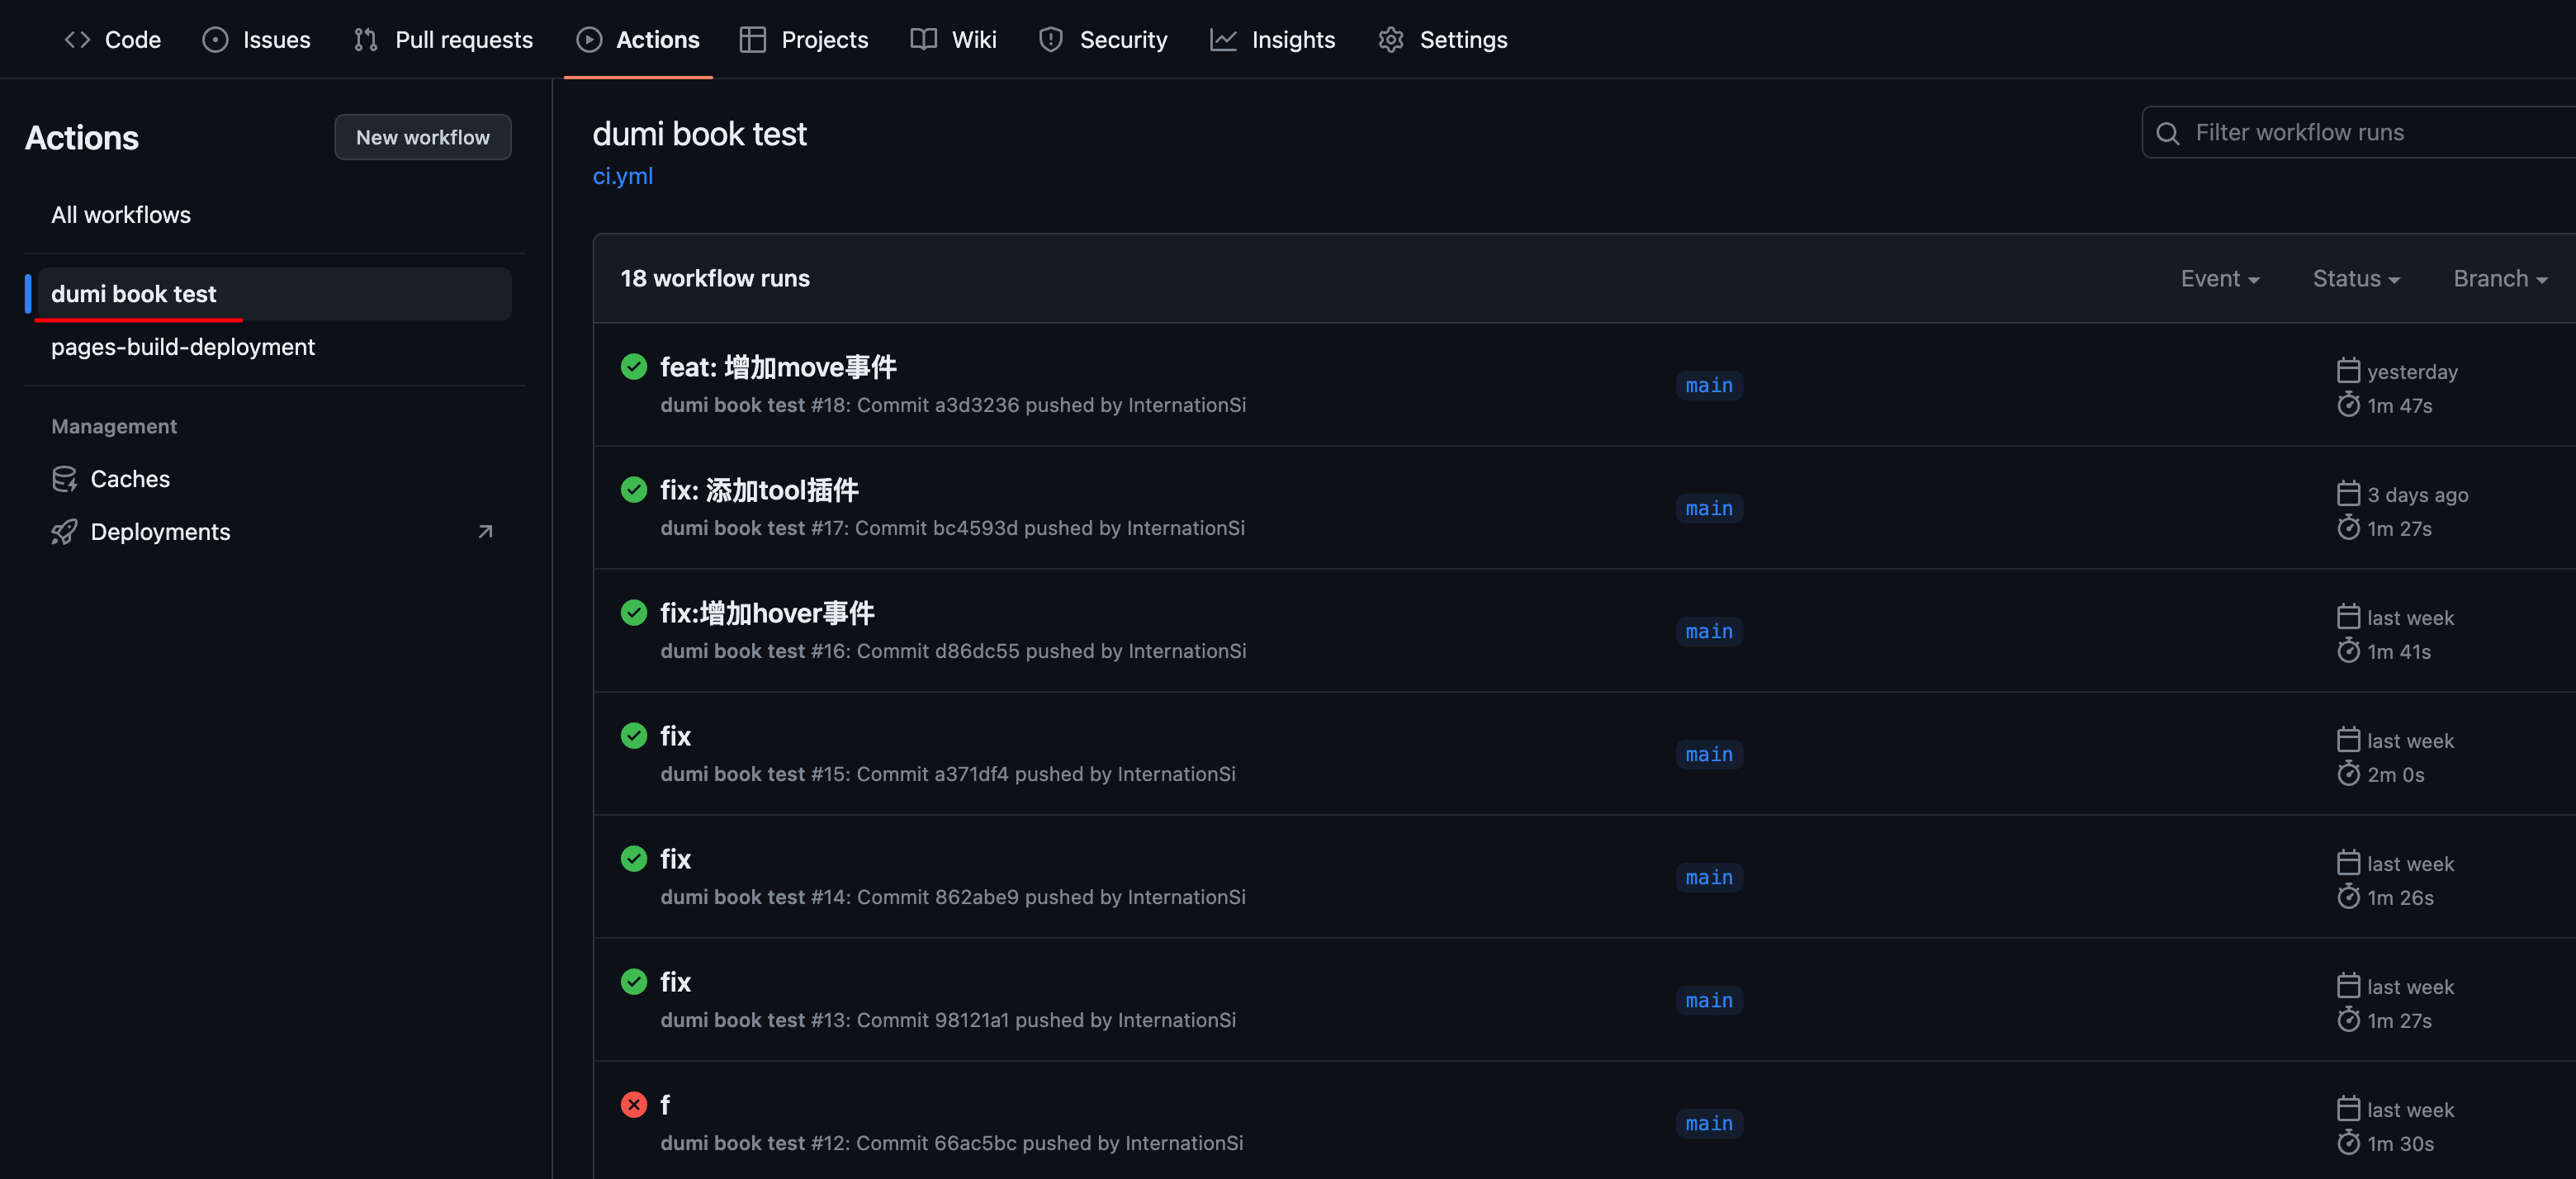 Code Issues Pull requests Actions Projects Wiki Security Insights Settings
Actions
New workflow
All workflows
dumi book test
pages-build-deployment
Management
Caches
Deployments
dumi book test
ci.yml
Filter workflow runs
18 workflow runs
Event Status Branch
feat: 增加move事件
dumi book test #18: Commit a3d3236 pushed by InternationSi
main
yesterday
1m 47s
fix: 添加tool插件
dumi book test #17: Commit bc4593d pushed by InternationSi
main
3 days ago
1m 27s
fix:增加hover事件
dumi book test #16: Commit d86dc55 pushed by InternationSi
main
last week
1m 41s
fix
dumi book test #15: Commit a371df4 pushed by InternationSi
main
last week
2m 0s
fix
dumi book test #14: Commit 862abe9 pushed by InternationSi
main
last week
1m 26s
fix
dumi book test #13: Commit 98121a1 pushed by InternationSi
main
last week
1m 27s
f
dumi book test #12: Commit 66ac5bc pushed by InternationSi
main
last week
1m 30s